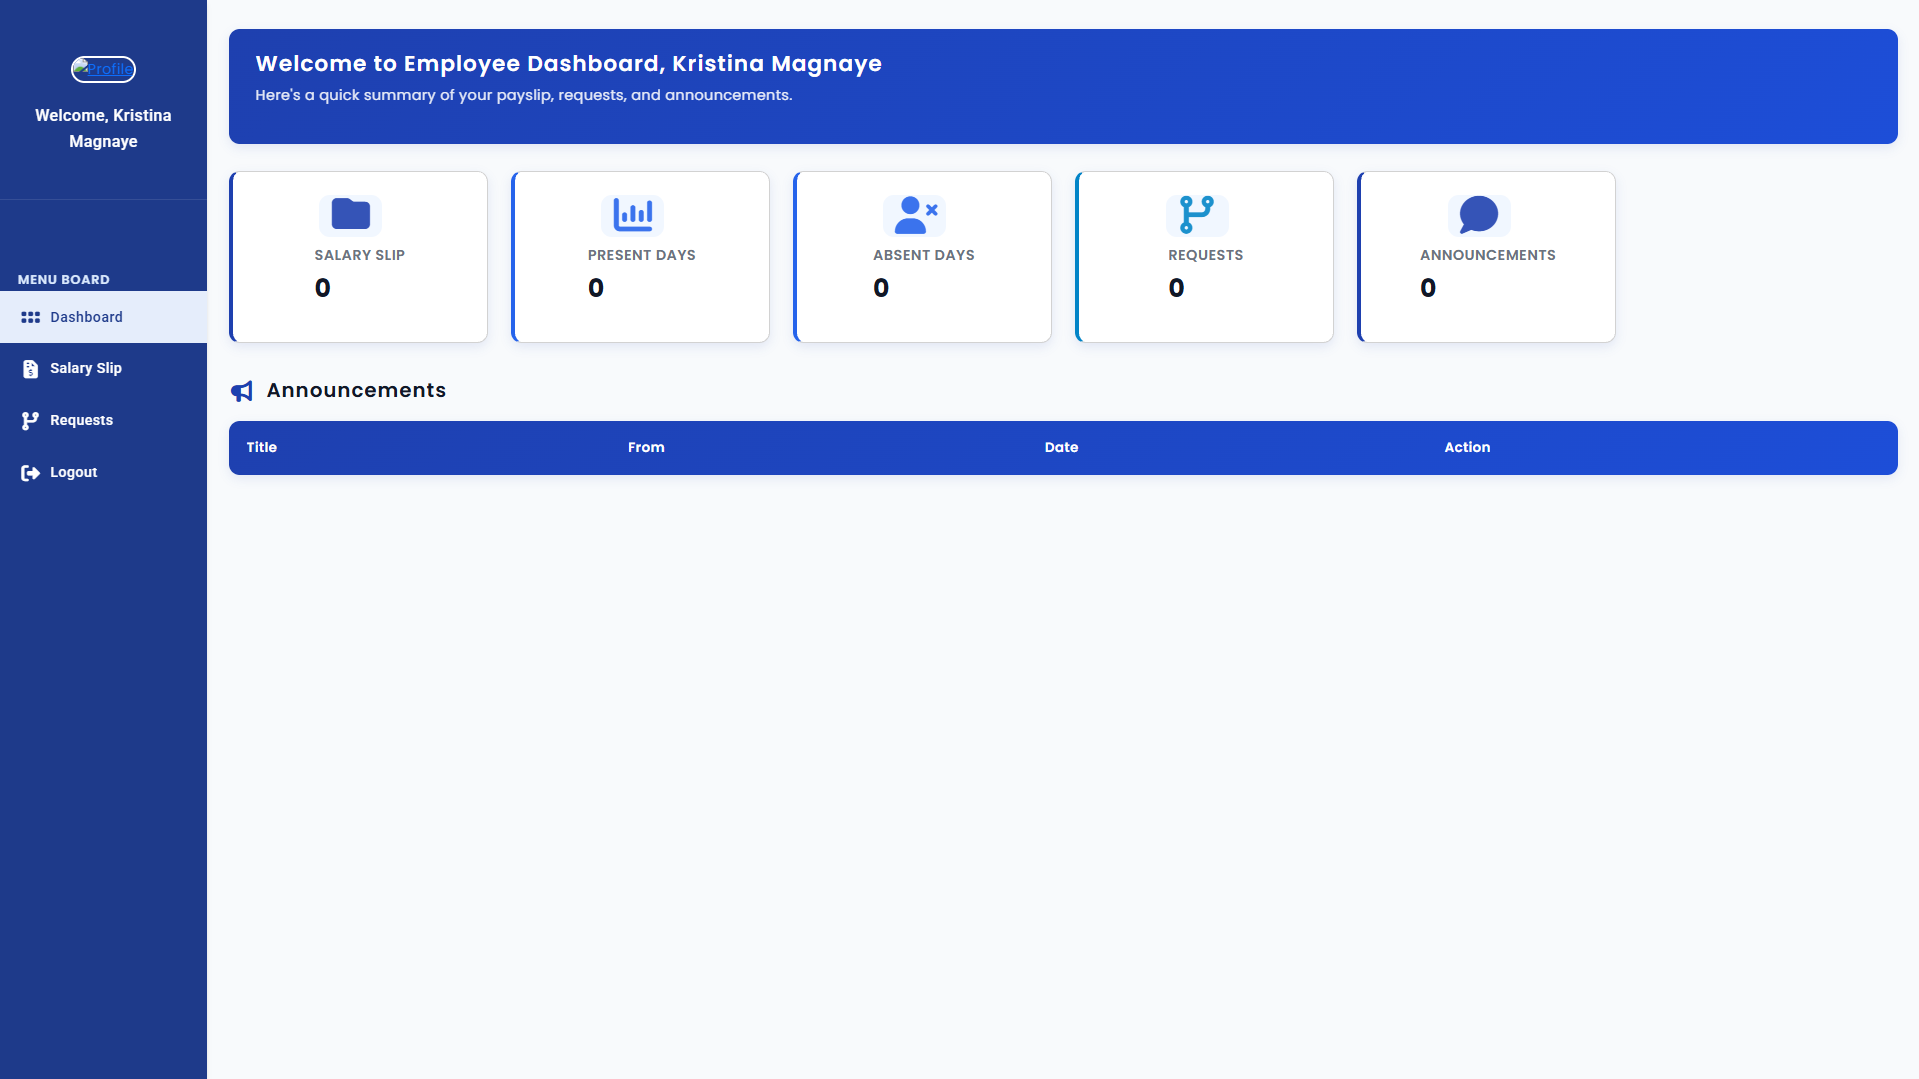 Profile
Welcome, Kristina
Magnaye
MENU BOARD
Dashboard
Salary Slip
Requests
Logout
Welcome to Employee Dashboard, Kristina Magnaye
Here's a quick summary of your payslip, requests, and announcements.
SALARY SLIP
0
PRESENT DAYS
0
ABSENT DAYS
0
REQUESTS
0
ANNOUNCEMENTS
0
Announcements
Title From Date Action